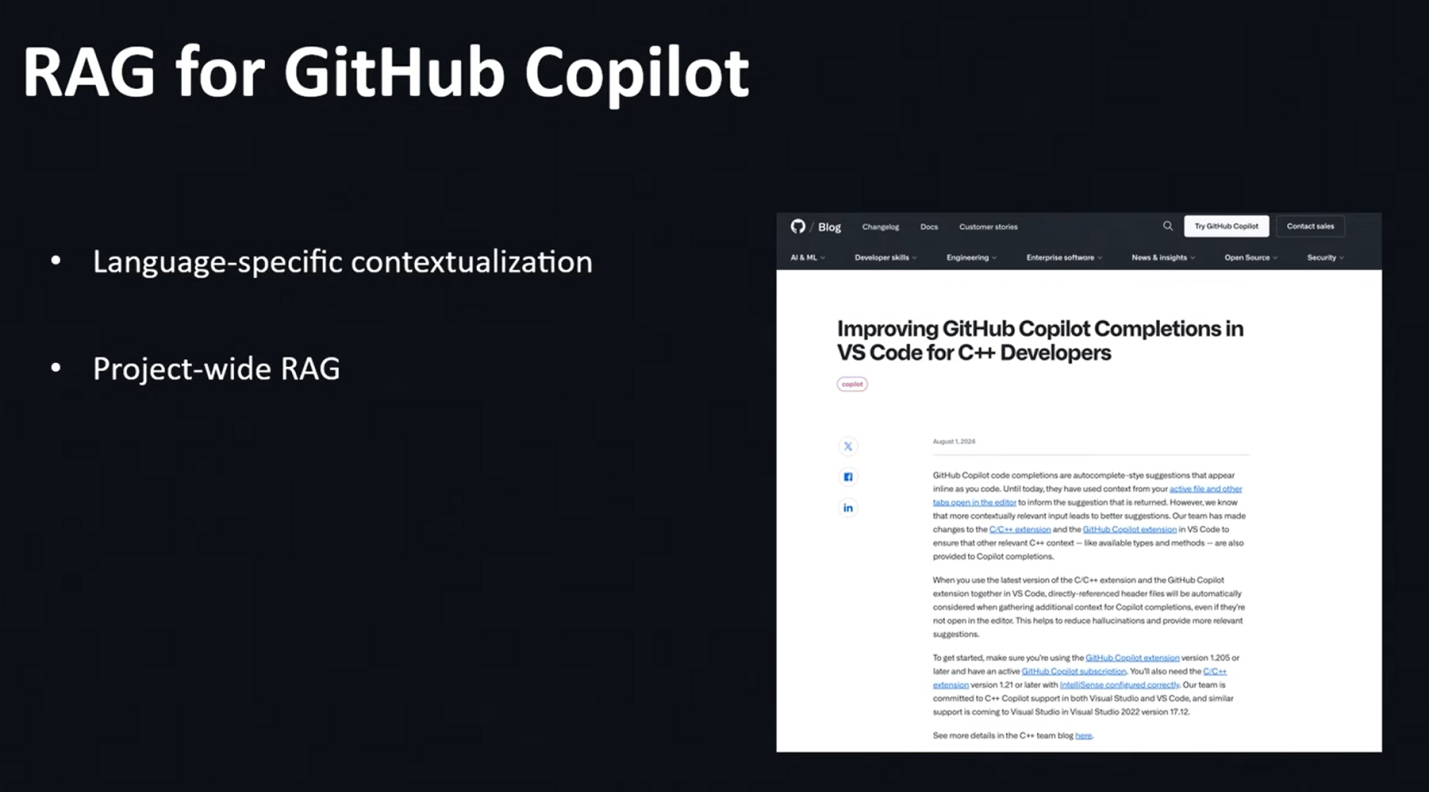 RAG for GitHub Copilot
• Language-specific contextualization
• Project-wide RAG
/ Blog Changelog Docs Customer stories Try GitHub Copilot Contact sales
AI & ML Developer skills Engineering Enterprise software News & insights Open Source Security
Improving GitHub Copilot Completions in
VS Code for C++ Developers
copilot
August 1, 2024
GitHub Copilot code completions are autocomplete-stye suggestions that appear
inline as you code. Until today, they have used context from your active file and other
tabs open in the editor to inform the suggestion that is returned. However, we know
that more contextually relevant input leads to better suggestions. Our team has made
changes to the C/C++ extension and the GitHub Copilot extension in VS Code to
ensure that other relevant C++ context — like available types and methods — are also
provided to Copilot completions.
When you use the latest version of the C/C++ extension and the GitHub Copilot
extension together in VS Code, directly-referenced header files will be automatically
considered when gathering additional context for Copilot completions, even if they're
not open in the editor. This helps to reduce hallucinations and provide more relevant
suggestions.
To get started, make sure you're using the GitHub Copilot extension version 1.205 or
later and have an active GitHub Copilot subscription. You'll also need the C/C++
extension version 1.21 or later with IntelliSense configured correctly. Our team is
committed to C++ Copilot support in both Visual Studio and VS Code, and similar
support is coming to Visual Studio in Visual Studio 2022 version 17.12.
See more details in the C++ team blog here.